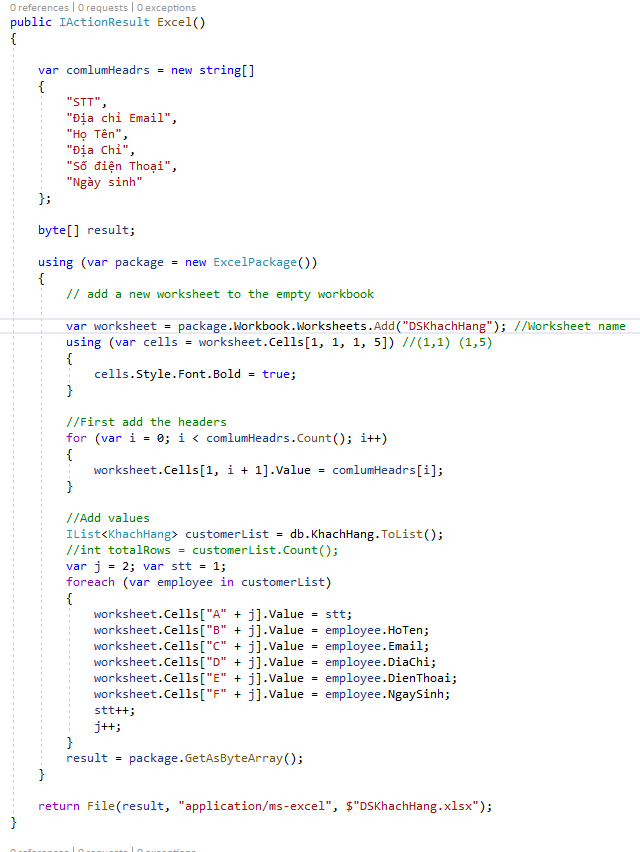 0 references | 0 requests | 0 exceptions
public IActionResult Excel()
{
var comlumHeadrs = new string[]
{
"STT",
"Địa chỉ Email",
"Họ Tên",
"Địa Chỉ",
"Số điện Thoại",
"Ngày sinh"
};
byte[] result;
using (var package = new ExcelPackage())
{
// add a new worksheet to the empty workbook
var worksheet = package.Workbook.Worksheets.Add("DSKhachHang"); //Worksheet name
using (var cells = worksheet.Cells[1, 1, 1, 5]) //(1,1) (1,5)
{
cells.Style.Font.Bold = true;
}
//First add the headers
for (var i = 0; i < comlumHeadrs.Count(); i++)
{
worksheet.Cells[1, i + 1].Value = comlumHeadrs[i];
}
//Add values
IList<KhachHang> customerList = db.KhachHang.ToList();
//int totalRows = customerList.Count();
var j = 2; var stt = 1;
foreach (var employee in customerList)
{
worksheet.Cells["A" + j].Value = stt;
worksheet.Cells["B" + j].Value = employee.HoTen;
worksheet.Cells["C" + j].Value = employee.Email;
worksheet.Cells["D" + j].Value = employee.DiaChi;
worksheet.Cells["E" + j].Value = employee.DienThoai;
worksheet.Cells["F" + j].Value = employee.NgaySinh;
stt++;
j++;
}
result = package.GetAsByteArray();
}
return File(result, "application/ms-excel", $"DSKhachHang.xlsx");
}
0 references | 0 requests | 0 exceptions